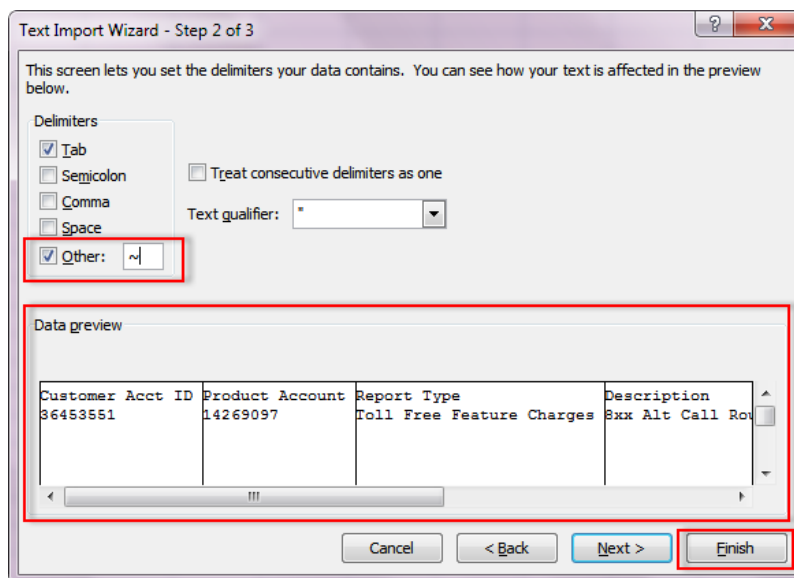 Text Import Wizard - Step 2 of 3
This screen lets you set the delimiters your data contains. You can see how your text is affected in the preview
below.
Delimiters
Tab
Semicolon
Treat consecutive delimiters as one
Comma
Text qualifier: "
Space
Other: ~
Data preview
Customer Acct ID Product Account Report Type Description
36453551 14269097 Toll Free Feature Charges 8xx Alt Call Rou
Cancel < Back Next > Finish